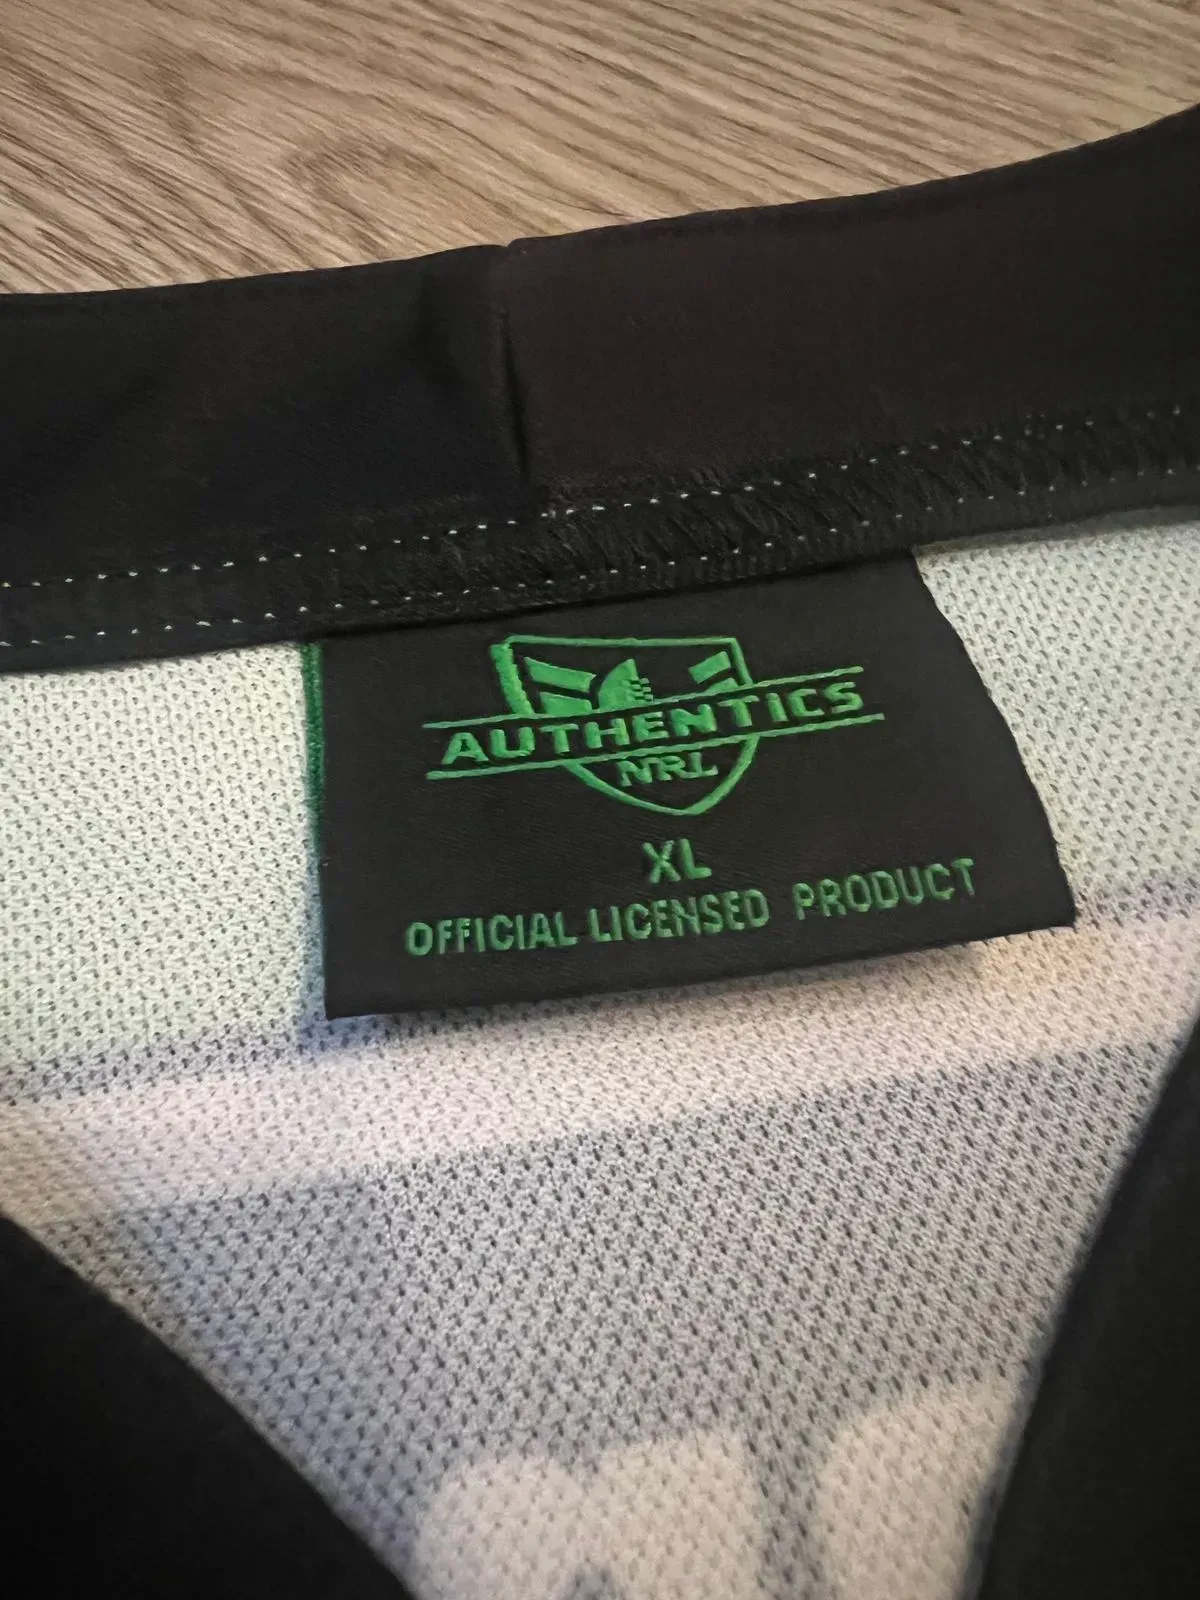 AUTHENTICS
NRL
XL
OFFICIAL LICENSED PRODUCT